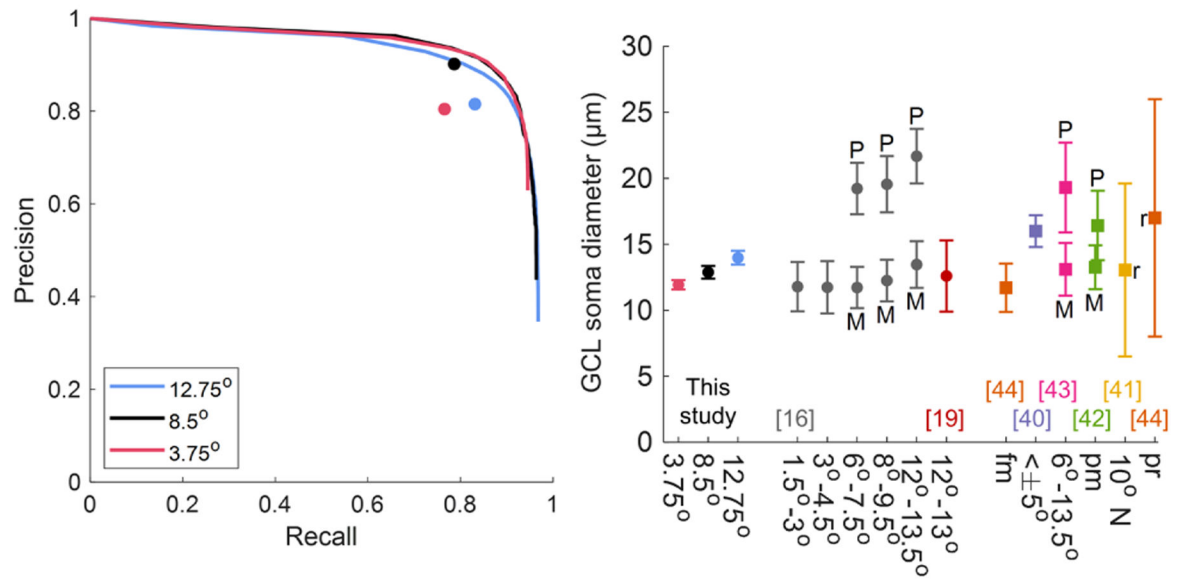 1
0.8
0.6
0.4
0.2
0
0 0.2 0.4 0.6 0.8 1
Precision
Recall
12.75°
8.5°
3.75°
30
25
20
15
10
5
0
GCL soma diameter (μm)
P P P P P
M M M M M
r r
This
study
[16] [19] [44] [40] [43] [42] [41] [44]
3.75°
8.5°
12.75°
1.5°-3°
3°-4.5°
6°-7.5°
8°-9.5°
12°-13.5°
12°-13°
fm
<±5°
6°-13.5°
pm
10° N
pr